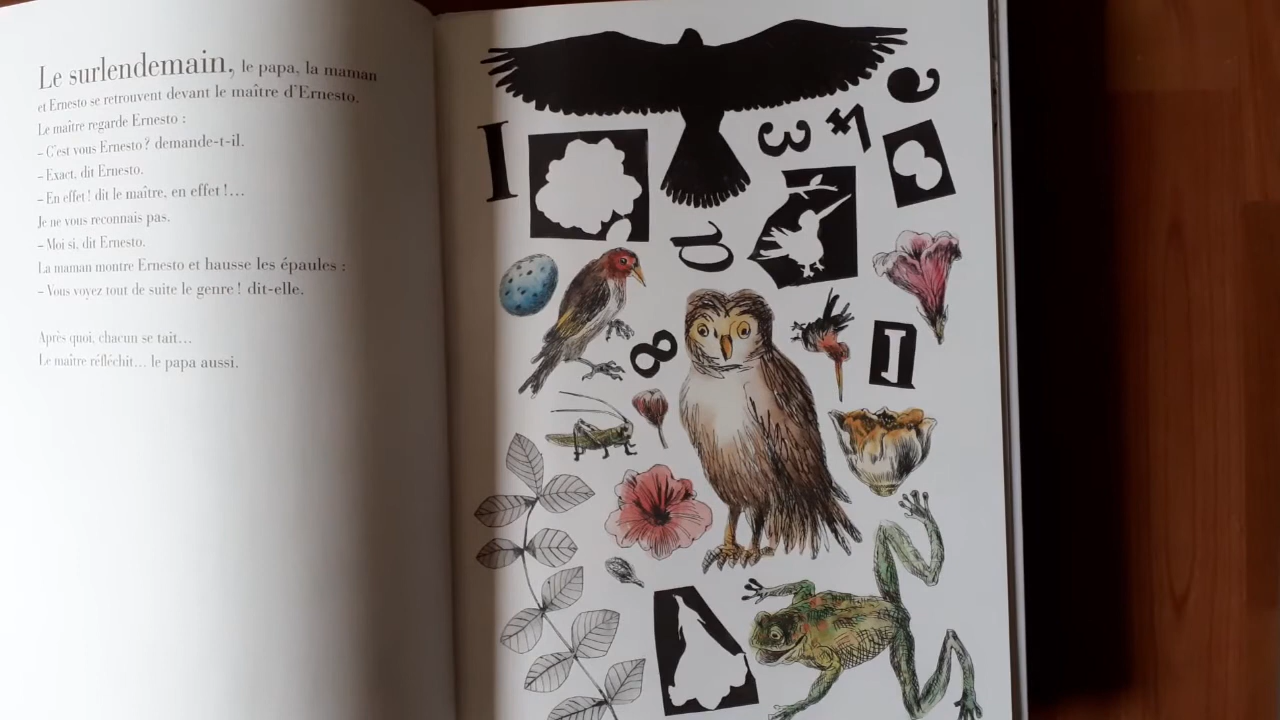 Le surlendemain, le papa, la maman
et Ernesto se retrouvent devant le maître d'Ernesto.
Le maître regarde Ernesto :
– C'est vous Ernesto ? demande-t-il.
– Exact, dit Ernesto.
– En effet ! dit le maître, en effet !…
Je ne vous reconnais pas.
– Moi si, dit Ernesto.
La maman montre Ernesto et hausse les épaules :
– Vous voyez tout de suite le genre ! dit-elle.
Après quoi, chacun se tait…
Le maître réfléchit… le papa aussi.
e
I
3
4
a
8
J